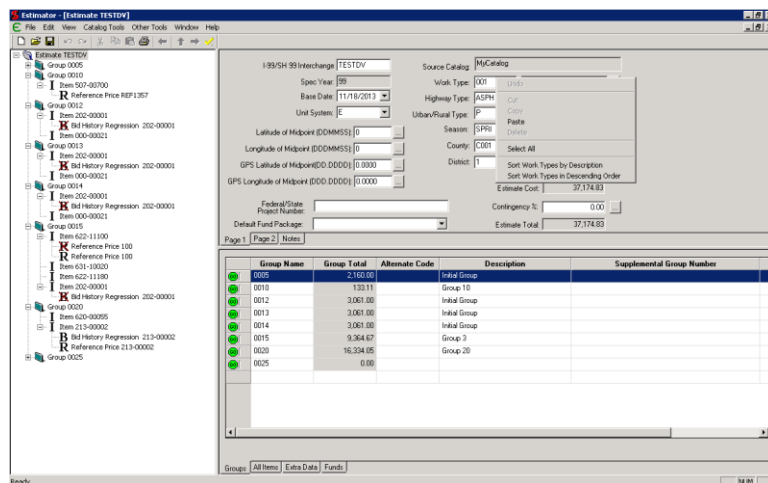 Estimator - [Estimate TESTDV]
File Edit View Catalog Tools Other Tools Window Help
Estimate TESTDV
Group 0005
Group 0010
Item 507-00700
R Reference Price REF1357
Group 0012
Item 202-00001
Bid History Regression 202-00001
Item 000-00021
Group 0013
Item 202-00001
Bid History Regression 202-00001
Item 000-00021
Group 0014
Item 202-00001
Bid History Regression 202-00001
Item 000-00021
Group 0015
Item 622-11100
Reference Price 100
R Reference Price 100
Item 631-10020
Item 622-11180
Item 202-00001
Bid History Regression 202-00001
Group 0020
Item 620-00055
Item 213-00002
B Bid History Regression 213-00002
R Reference Price 213-00002
Group 0025
I-99/SH 99 Interchange TESTDV
Source Catalog: MyCatalog
Spec Year: 99
Work Type: 001
Base Date: 11/18/2013
Highway Type: ASPH
Unit System: E
Urban/Rural Type: P
Latitude of Midpoint (DDMMSS): 0 ...
Season: SPRI
Longitude of Midpoint (DDDMMSS): 0 ...
County: C001
GPS Latitude of Midpoint(DD.DDDD): 0.0000 ...
District: 1
GPS Longitude of Midpoint (DDD.DDDD): 0.0000 ...
Undo
Cut
Copy
Paste
Delete
Select All
Sort Work Types by Description
Sort Work Types in Descending Order
Estimate Cost: 37,174.83
Federal/State Project Number:
Contingency %: 0.00 ...
Default Fund Package:
Estimate Total: 37,174.83
Page 1 Page 2 Notes
Group Name Group Total Alternate Code Description Supplemental Group Number
GO 0005 2,160.00 Initial Group
GO 0010 133.11 Group 10
GO 0012 3,061.00 Initial Group
GO 0013 3,061.00 Initial Group
GO 0014 3,061.00 Initial Group
GO 0015 9,364.67 Group 3
GO 0020 16,334.05 Group 20
GO 0025 0.00
Groups All Items Extra Data Funds
Ready NUM